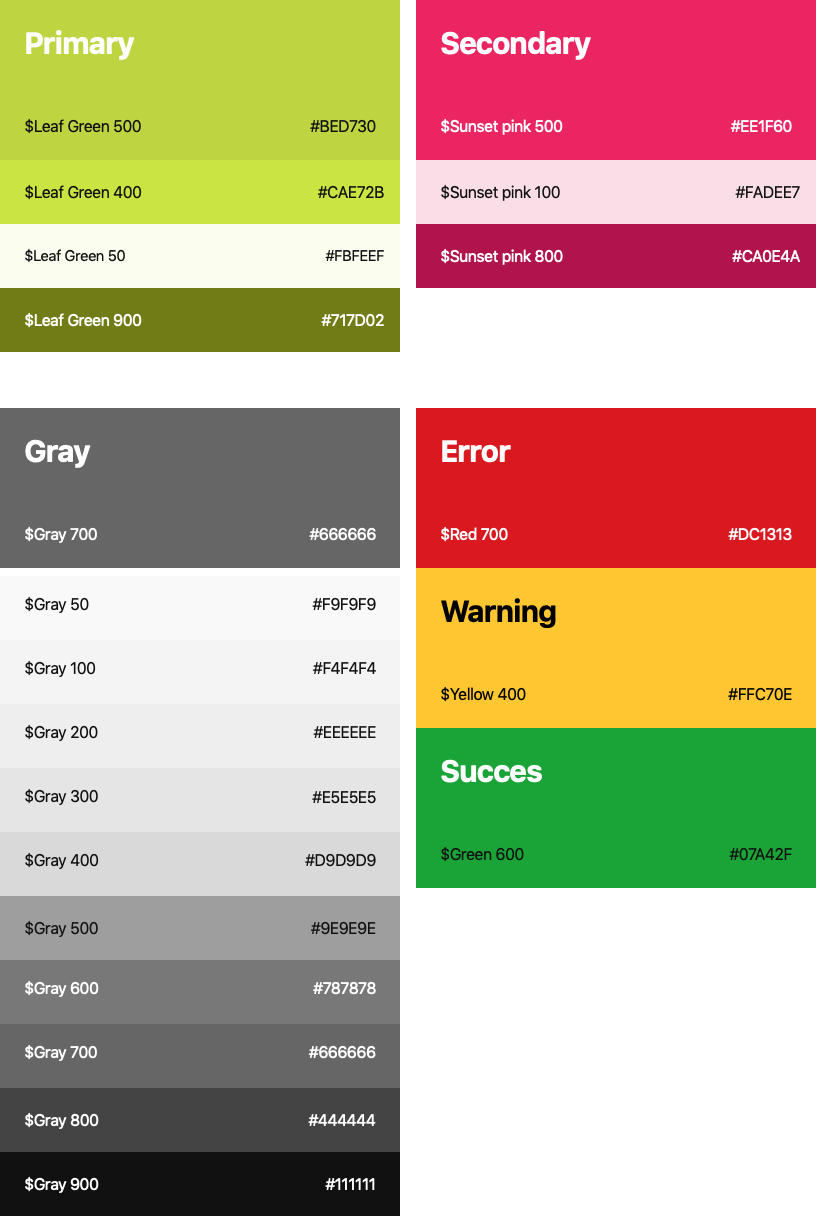 Primary
$Leaf Green 500 #BED730
$Leaf Green 400 #CAE72B
$Leaf Green 50 #FBFEEF
$Leaf Green 900 #717D02
Secondary
$Sunset pink 500 #EE1F60
$Sunset pink 100 #FADEE7
$Sunset pink 800 #CA0E4A
Gray
$Gray 700 #666666
$Gray 50 #F9F9F9
$Gray 100 #F4F4F4
$Gray 200 #EEEEEE
$Gray 300 #E5E5E5
$Gray 400 #D9D9D9
$Gray 500 #9E9E9E
$Gray 600 #787878
$Gray 700 #666666
$Gray 800 #444444
$Gray 900 #111111
Error
$Red 700 #DC1313
Warning
$Yellow 400 #FFC70E
Succes
$Green 600 #07A42F